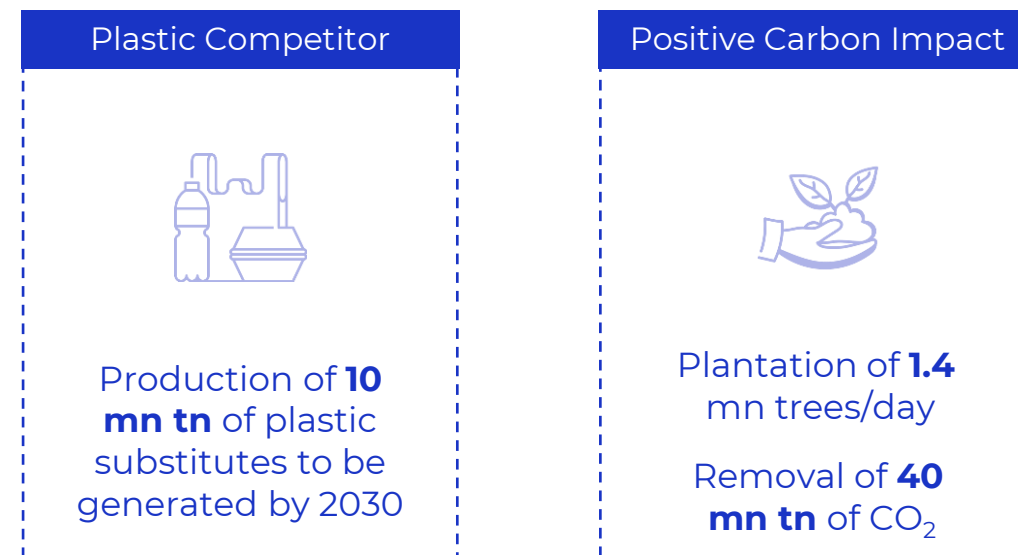 Plastic Competitor
Production of 10
mn tn of plastic
substitutes to be
generated by 2030
Positive Carbon Impact
Plantation of 1.4
mn trees/day
Removal of 40
mn tn of CO₂